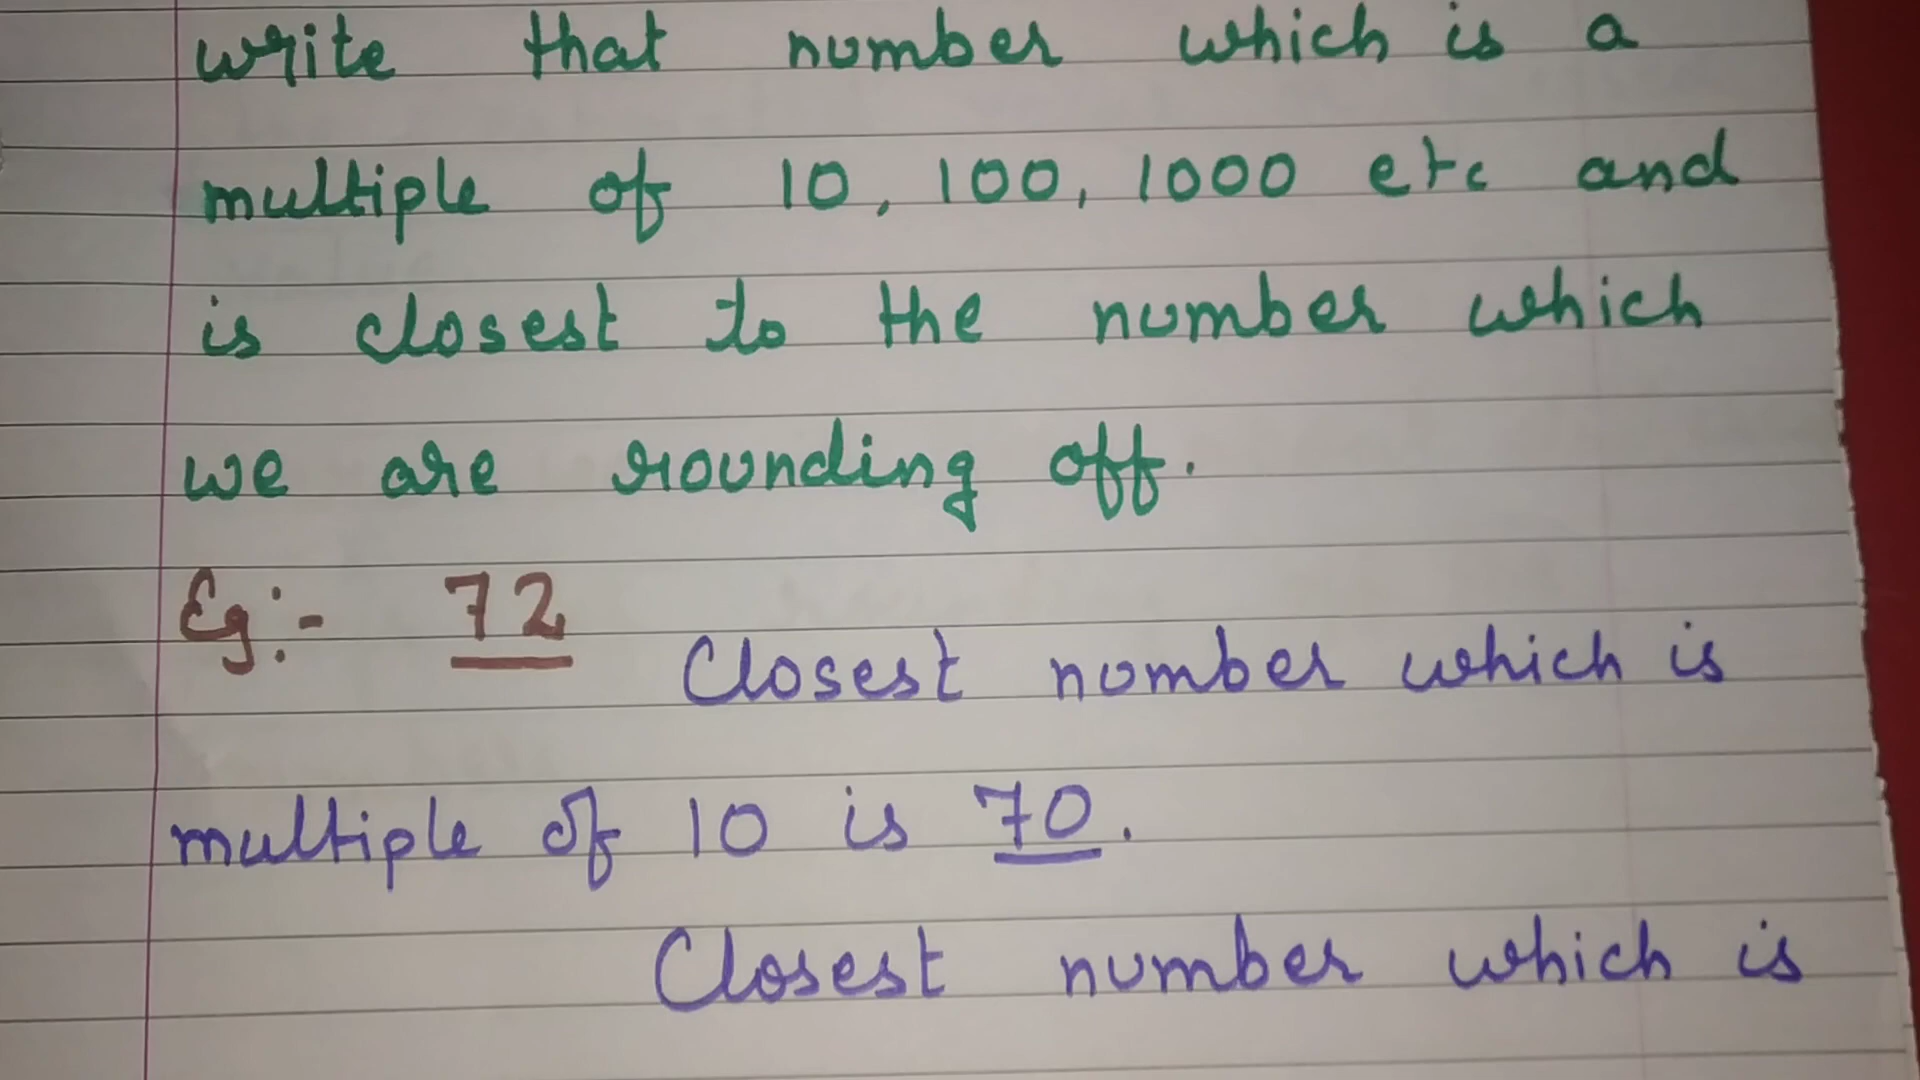 write that number which is a
multiple of 10, 100, 1000 etc and
is closest to the number which
we are rounding off.
Eg:- 72
Closest number which is
multiple of 10 is 70.
Closest number which is